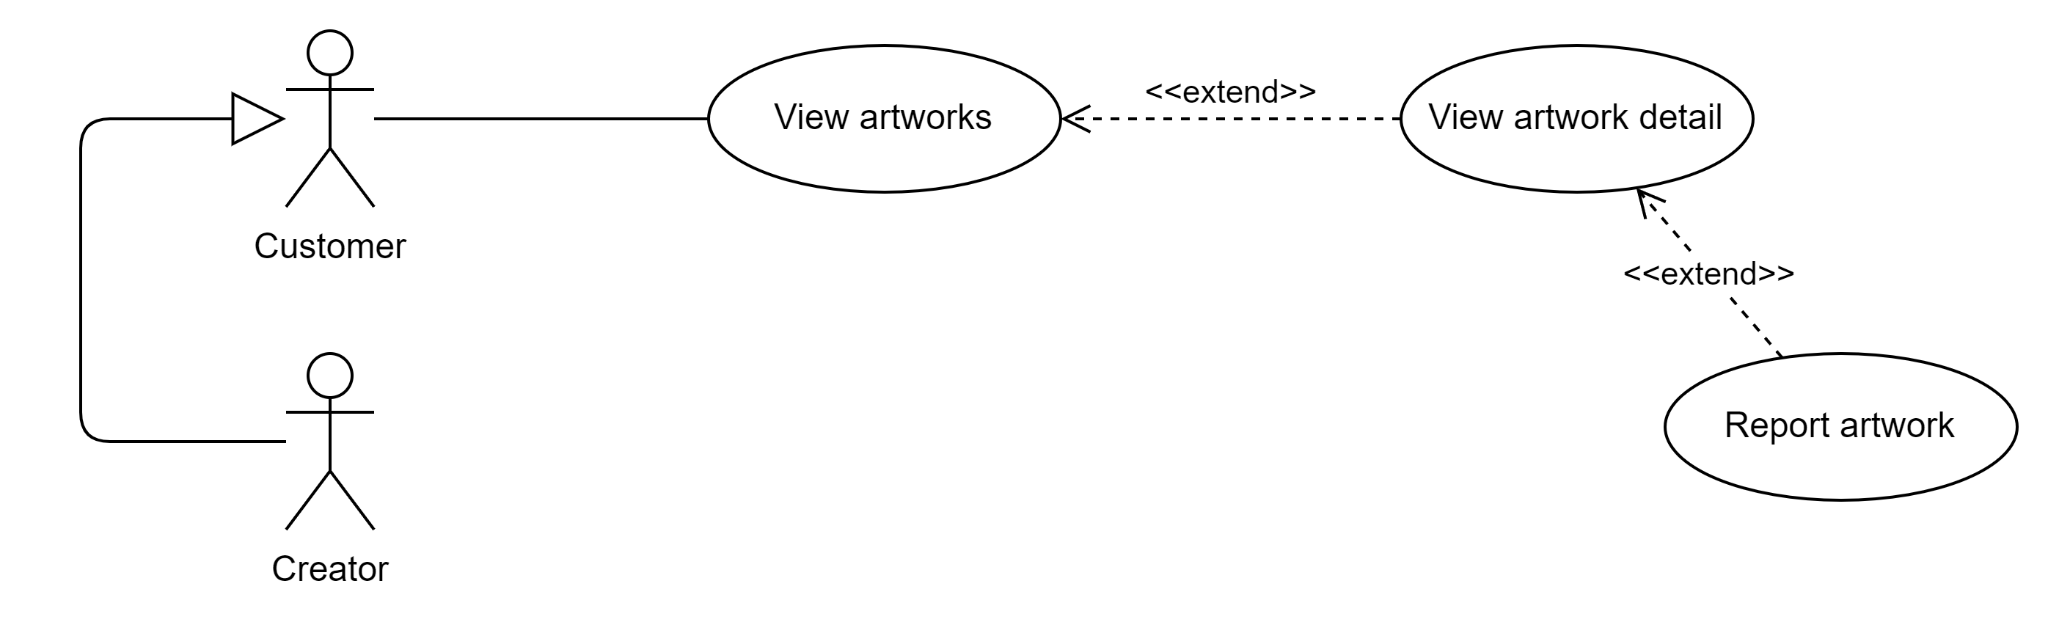 View artworks
<<extend>>
View artwork detail
Customer
<<extend>>
Report artwork
Creator